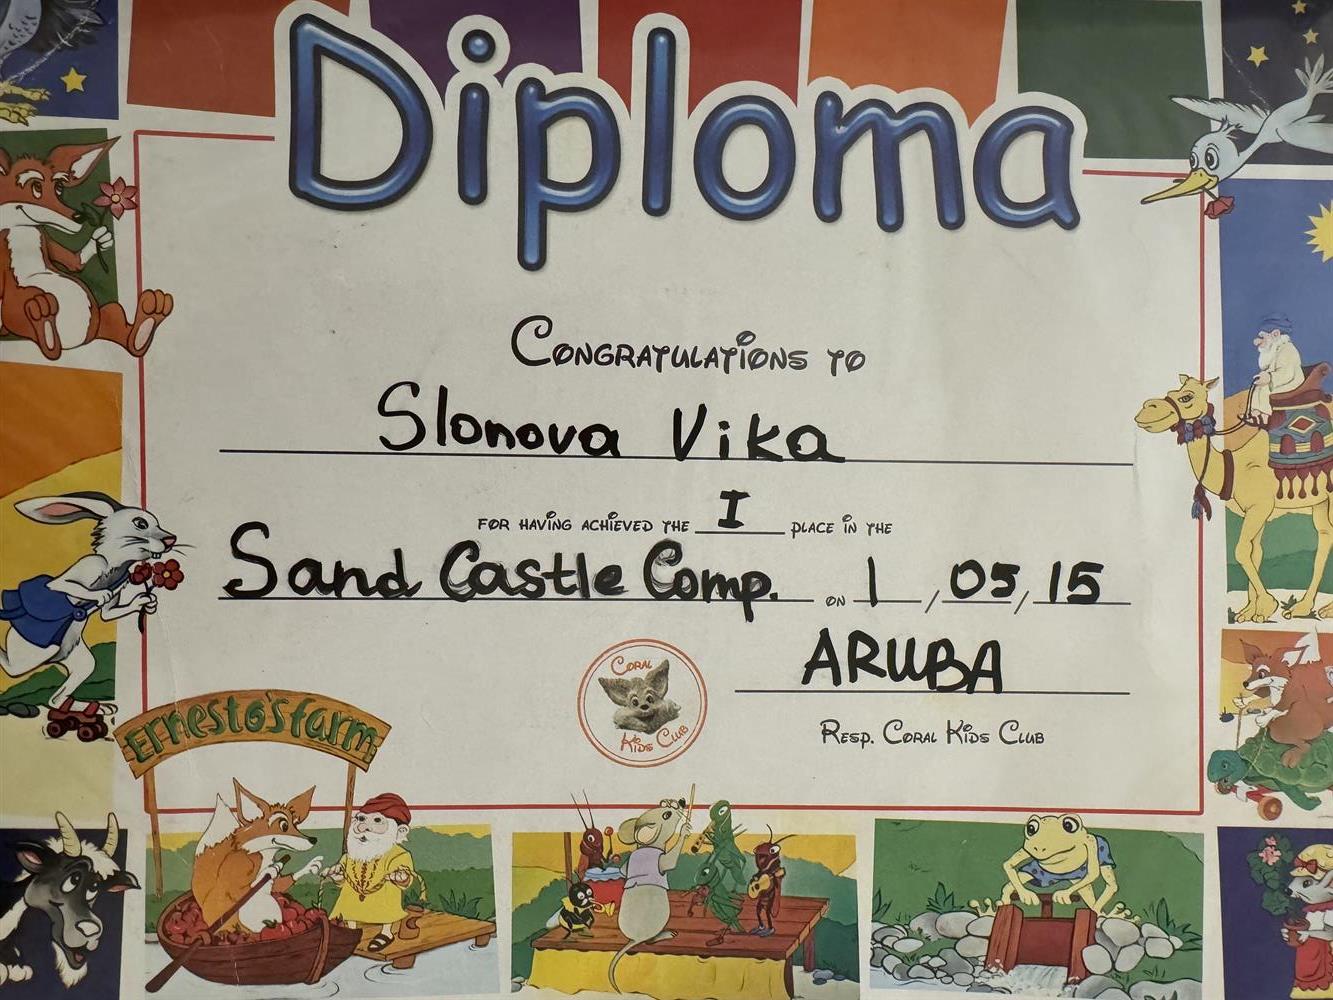 Diploma
CONGRATULATIONS TO
Slonova Vika
FOR HAVING ACHIEVED THE I PLACE IN THE
Sand Castle Comp. ON 1 / 05 / 15
ARUBA
CORAL
KIDS CLUB
RESP. CORAL KIDS CLUB
Ernesto's farm